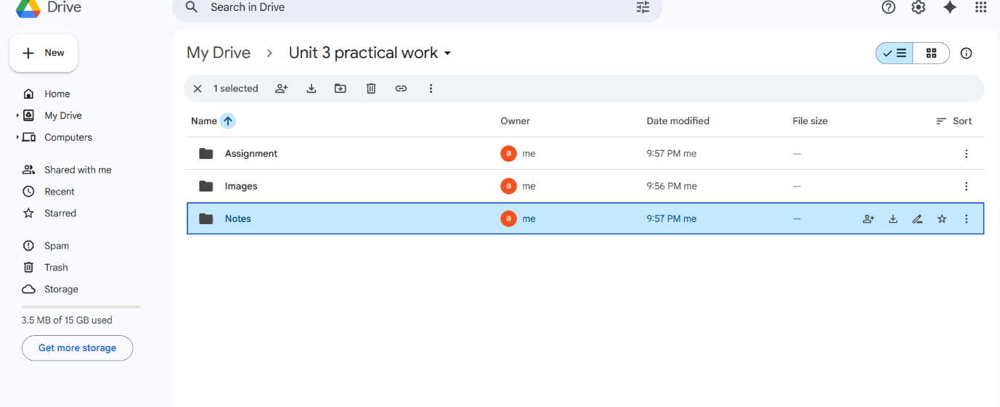 Drive
Search in Drive
New
My Drive > Unit 3 practical work
1 selected
Home
My Drive
Computers
Shared with me
Recent
Starred
Spam
Trash
Storage
3.5 MB of 15 GB used
Get more storage
Name Owner Date modified File size Sort
Assignment a me 9:57 PM me —
Images a me 9:56 PM me —
Notes a me 9:57 PM me —